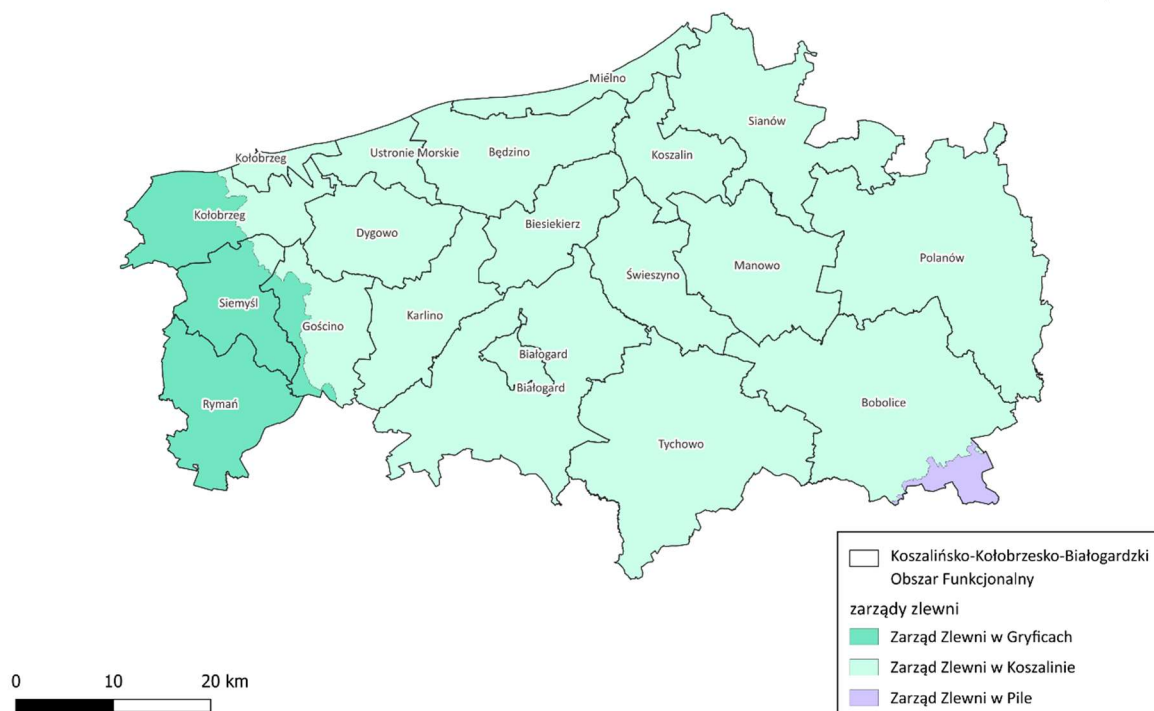 Mielno
Sianów
Kołobrzeg
Ustronie Morskie
Będzino
Koszalin
Kołobrzeg
Dygowo
Biesiekierz
Świeszyno
Manowo
Polanów
Siemyśl
Gościno
Karlino
Białogard
Białogard
Rymań
Bobolice
Tychowo
Koszalińsko-Kołobrzesko-Białogardzki
Obszar Funkcjonalny
zarządy zlewni
Zarząd Zlewni w Gryficach
Zarząd Zlewni w Koszalinie
Zarząd Zlewni w Pile
0 10 20 km